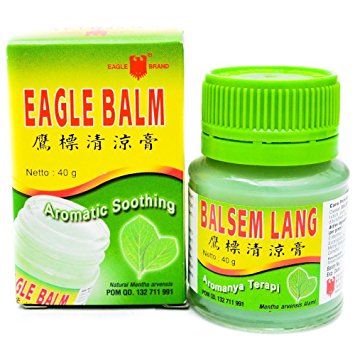 EAGLE BRAND
EAGLE BALM
鷹標清涼膏
Netto : 40 g
Aromatic Soothing
EAGLE BALM
Natural Mentha arvensis
POM QD. 132 711 991
BALSEM LANG
鷹標清涼膏
Netto : 40 g
Aromanya Terapi
Mentha arvensis
POM QD. 132 711 991